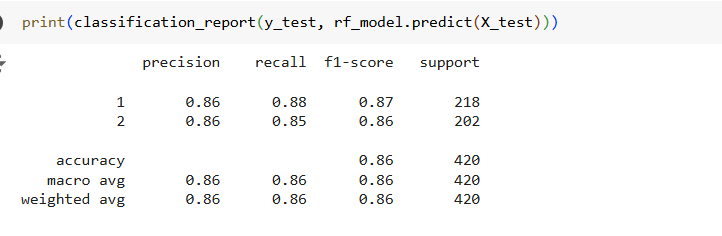 print(classification_report(y_test, rf_model.predict(X_test)))
precision recall f1-score support
1 0.86 0.88 0.87 218
2 0.86 0.85 0.86 202
accuracy 0.86 420
macro avg 0.86 0.86 0.86 420
weighted avg 0.86 0.86 0.86 420